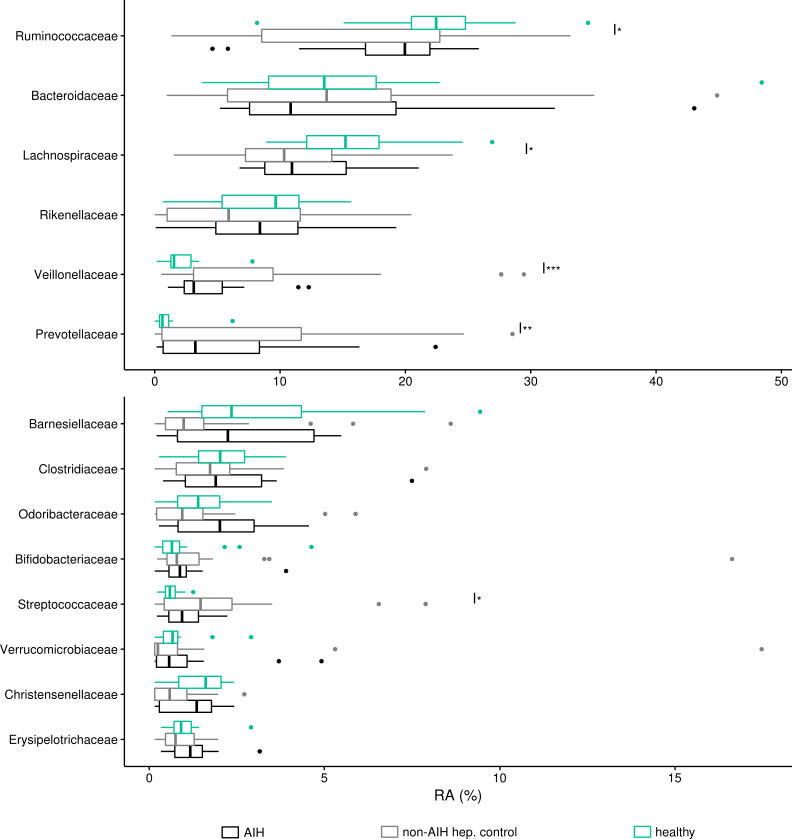 Ruminococcaceae
*
Bacteroidaceae
Lachnospiraceae
*
Rikenellaceae
Veillonellaceae
***
Prevotellaceae
**
0 10 20 30 40 50
Barnesiellaceae
Clostridiaceae
Odoribacteraceae
Bifidobacteriaceae
Streptococcaceae
*
Verrucomicrobiaceae
Christensenellaceae
Erysipelotrichaceae
0 5 10 15
RA (%)
AIH non-AIH hep. control healthy